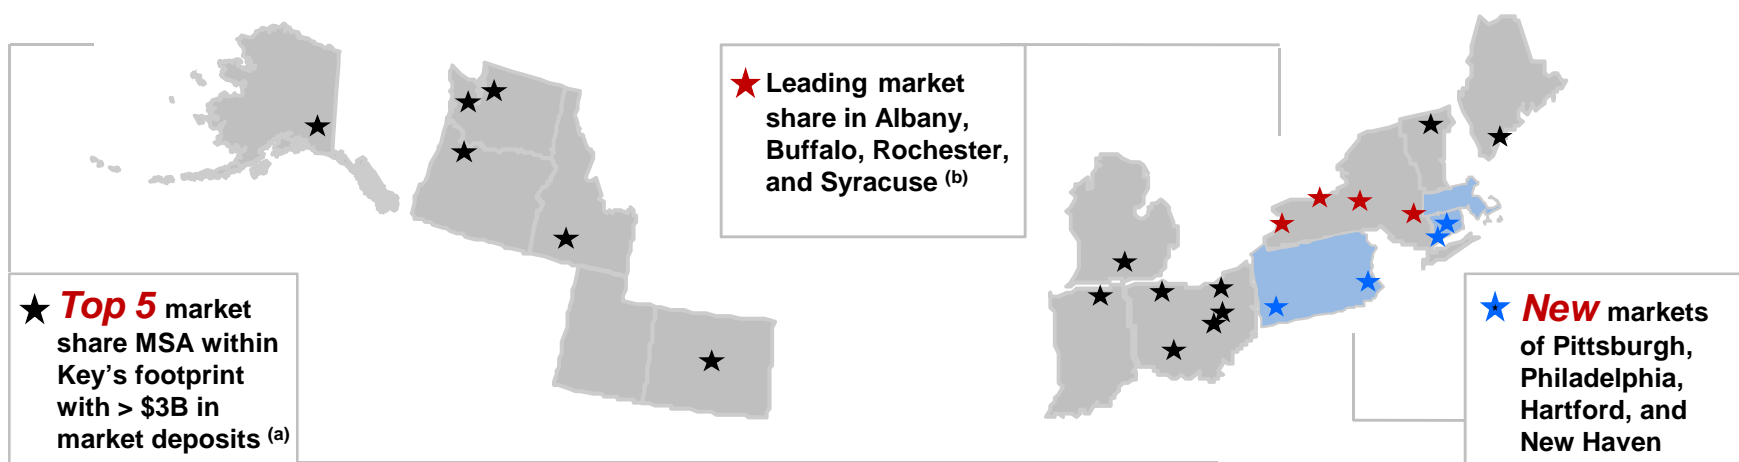 Top 5 market
share MSA within
Key’s footprint
with > $3B in
market deposits (a)
Leading market
share in Albany,
Buffalo, Rochester,
and Syracuse (b)
New markets
of Pittsburgh,
Philadelphia,
Hartford, and
New Haven